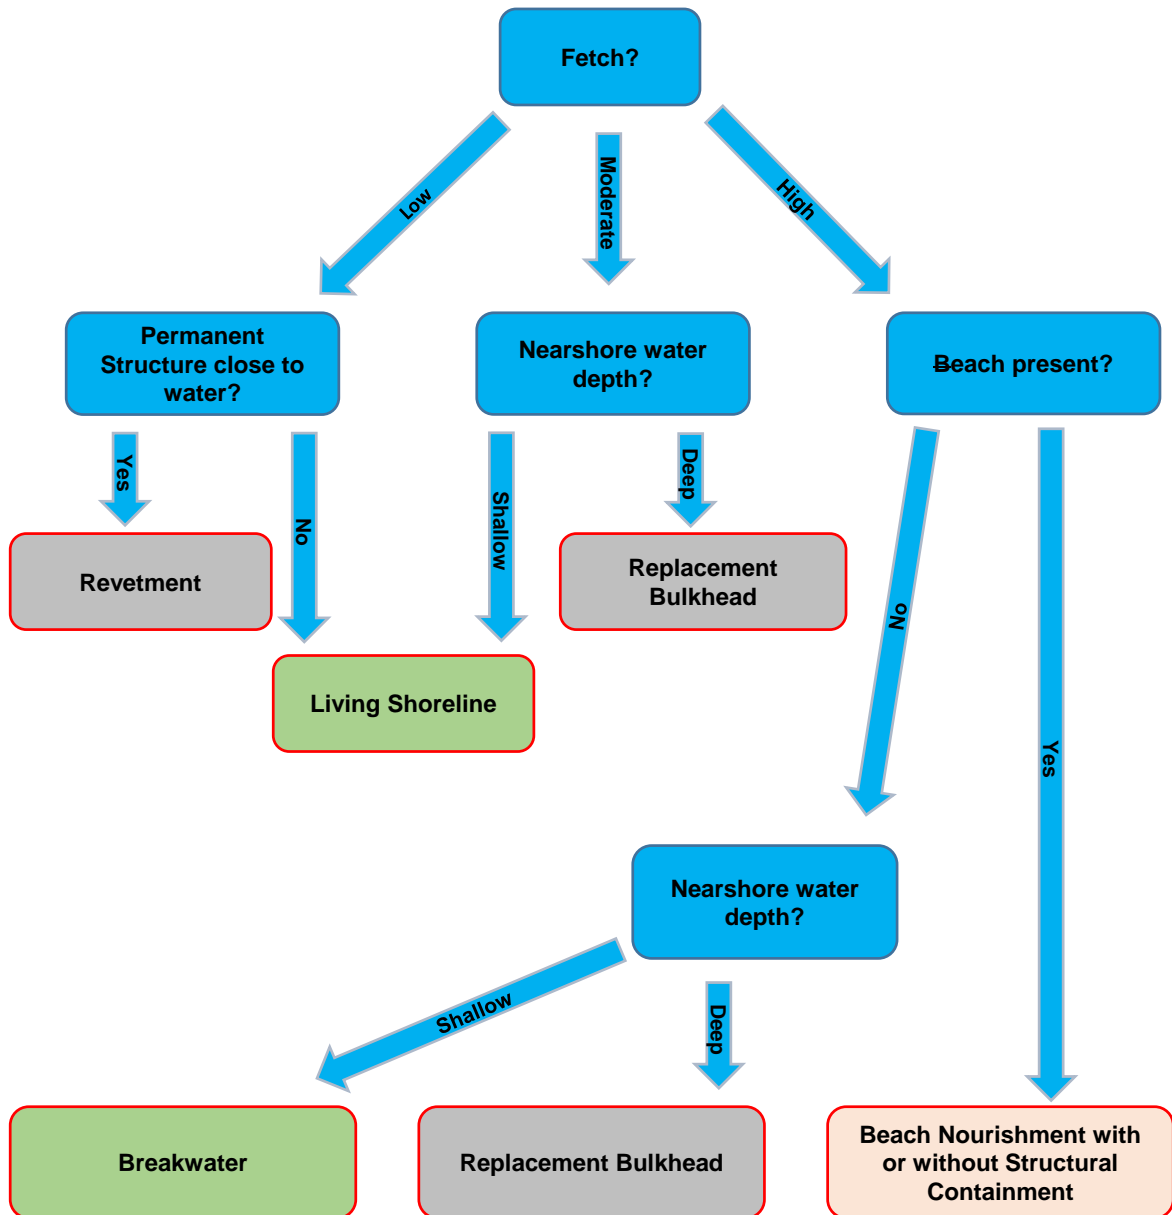 Fetch?
Low
Moderate
High
Permanent
Structure close to
water?
Nearshore water
depth?
Beach present?
Yes
No
Shallow
Deep
Revetment
Replacement
Bulkhead
Living Shoreline
No
Yes
Nearshore water
depth?
Shallow
Deep
Breakwater
Replacement Bulkhead
Beach Nourishment with
or without Structural
Containment